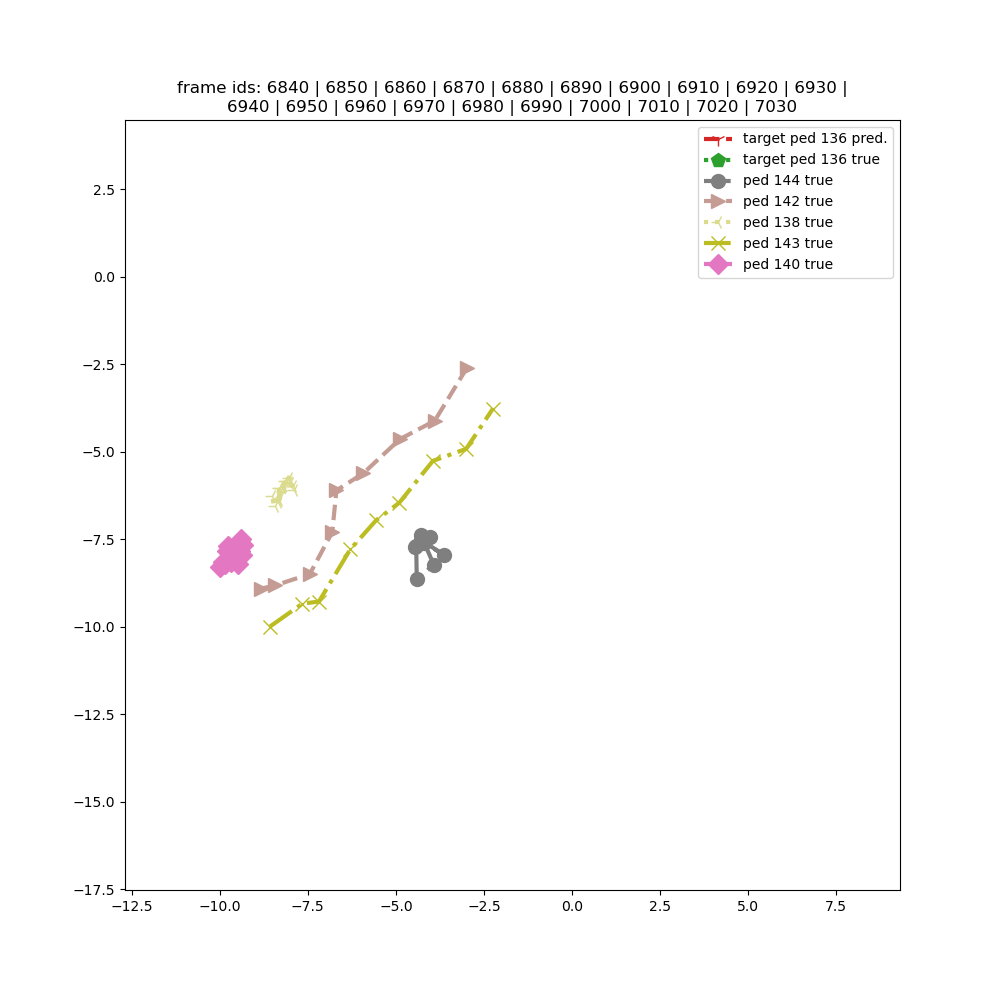 frame ids: 6840 | 6850 | 6860 | 6870 | 6880 | 6890 | 6900 | 6910 | 6920 | 6930 |
6940 | 6950 | 6960 | 6970 | 6980 | 6990 | 7000 | 7010 | 7020 | 7030
target ped 136 pred.
target ped 136 true
ped 144 true
ped 142 true
ped 138 true
ped 143 true
ped 140 true
2.5
0.0
−2.5
−5.0
−7.5
−10.0
−12.5
−15.0
−17.5
−12.5 −10.0 −7.5 −5.0 −2.5 0.0 2.5 5.0 7.5